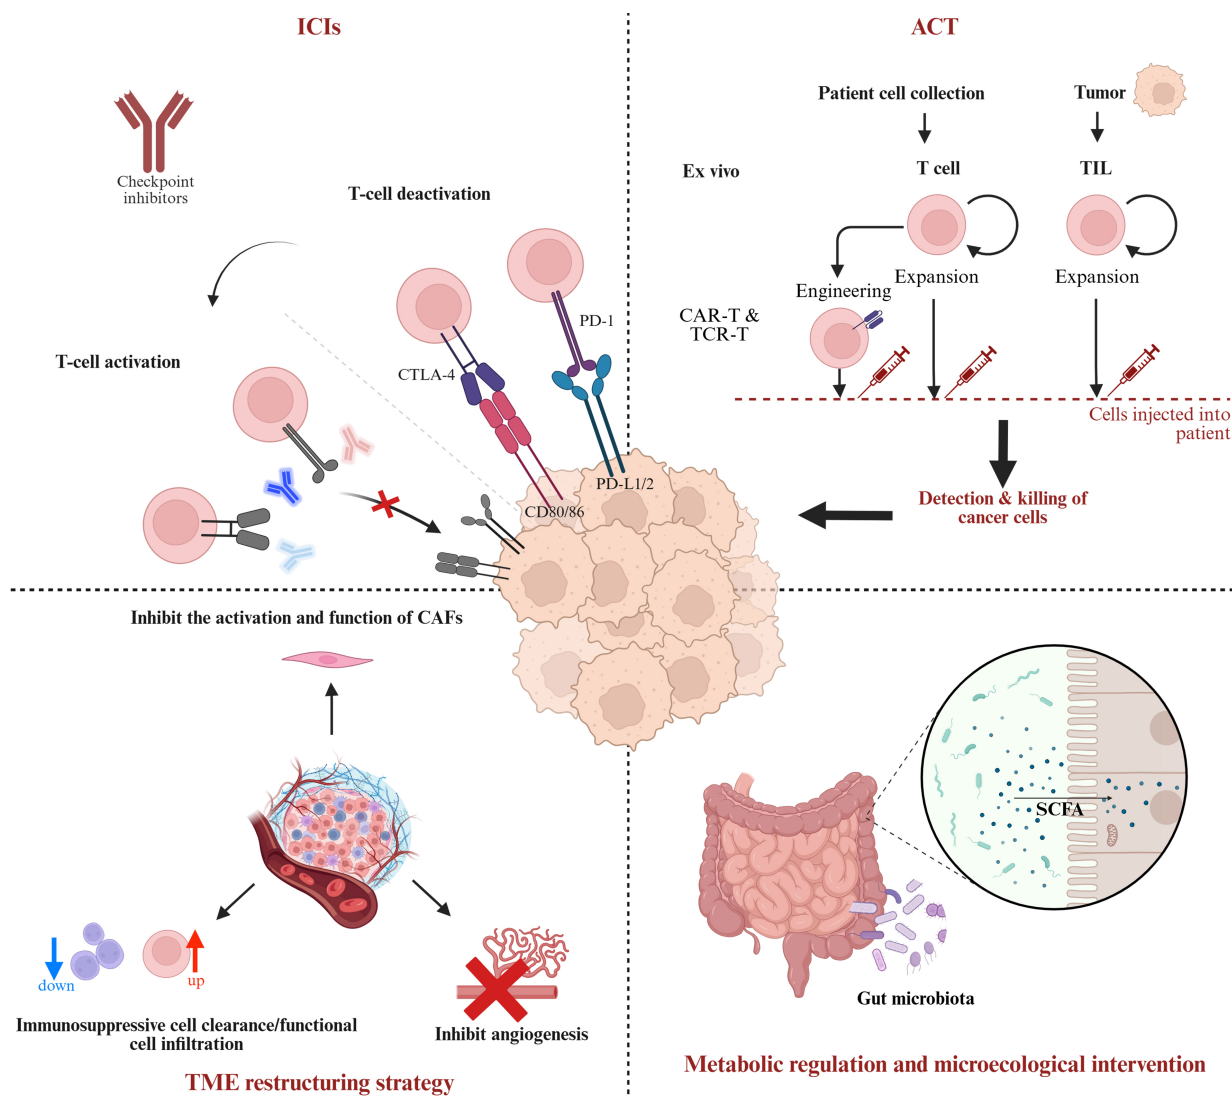 ICIs
Checkpoint
inhibitors
T-cell deactivation
PD-1
T-cell activation
CTLA-4
PD-L1/2
CD80/86
ACT
Patient cell collection
Tumor
Ex vivo
T cell
TIL
Expansion
Expansion
Engineering
CAR-T &
TCR-T
Cells injected into
patient
Detection & killing of
cancer cells
Inhibit the activation and function of CAFs
down
up
Immunosuppressive cell clearance/functional
cell infiltration
Inhibit angiogenesis
TME restructuring strategy
SCFA
Gut microbiota
Metabolic regulation and microecological intervention